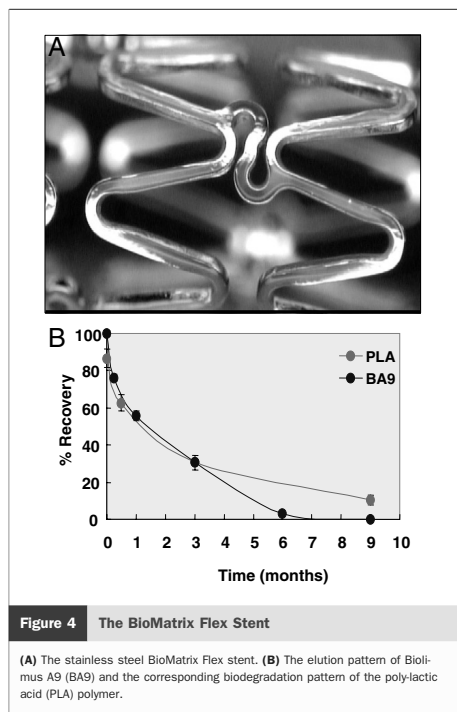 A
B
100
80
60
40
20
0
% Recovery
PLA
BA9
0 1 2 3 4 5 6 7 8 9 10
Time (months)
Figure 4 The BioMatrix Flex Stent
(A) The stainless steel BioMatrix Flex stent. (B) The elution pattern of Bioli-
mus A9 (BA9) and the corresponding biodegradation pattern of the poly-lactic
acid (PLA) polymer.